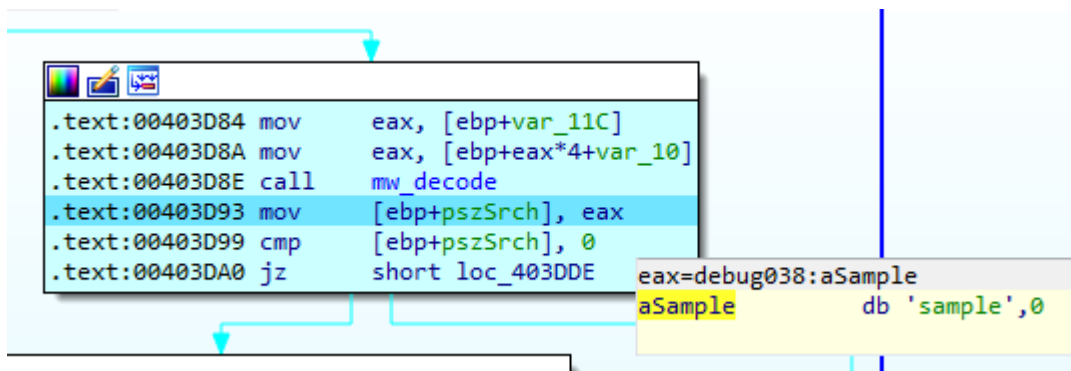 .text:00403D84 mov eax, [ebp+var_11C]
.text:00403D8A mov eax, [ebp+eax*4+var_10]
.text:00403D8E call mw_decode
.text:00403D93 mov [ebp+pszSrch], eax
.text:00403D99 cmp [ebp+pszSrch], 0
.text:00403DA0 jz short loc_403DDE
eax=debug038:aSample
aSample db 'sample',0